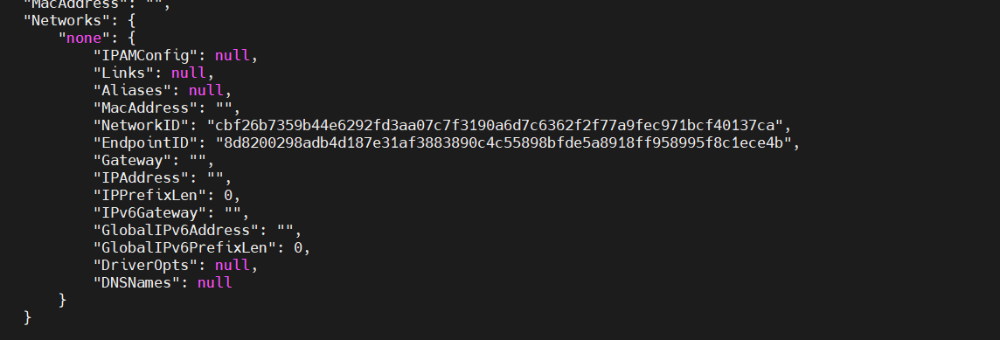 "MacAddress": "",
"Networks": {
"none": {
"IPAMConfig": null,
"Links": null,
"Aliases": null,
"MacAddress": "",
"NetworkID": "cbf26b7359b44e6292fd3aa07c7f3190a6d7c6362f2f77a9fec971bcf40137ca",
"EndpointID": "8d8200298adb4d187e31af3883890c4c55898bfde5a8918ff958995f8c1ece4b",
"Gateway": "",
"IPAddress": "",
"IPPrefixLen": 0,
"IPv6Gateway": "",
"GlobalIPv6Address": "",
"GlobalIPv6PrefixLen": 0,
"DriverOpts": null,
"DNSNames": null
}
}